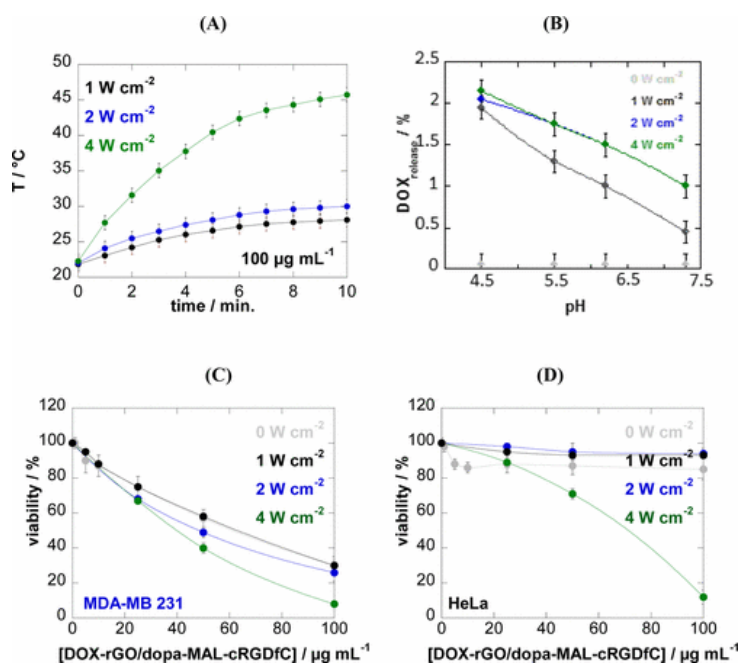 (A)
T / °C
50
45
40
35
30
25
20
1 W cm⁻²
2 W cm⁻²
4 W cm⁻²
100 µg mL⁻¹
0 2 4 6 8 10
time / min.
(B)
DOXrelease / %
2.5
2
1.5
1
0.5
0
0 W cm⁻²
1 W cm⁻²
2 W cm⁻²
4 W cm⁻²
4.5 5.5 6.5 7.5
pH
(C)
viability / %
120
100
80
60
40
20
0
0 W cm⁻²
1 W cm⁻²
2 W cm⁻²
4 W cm⁻²
MDA-MB 231
0 20 40 60 80 100
[DOX-rGO/dopa-MAL-cRGDfC] / µg mL⁻¹
(D)
viability / %
120
100
80
60
40
20
0
0 W cm⁻²
1 W cm⁻²
2 W cm⁻²
4 W cm⁻²
HeLa
0 20 40 60 80 100
[DOX-rGO/dopa-MAL-cRGDfC] / µg mL⁻¹